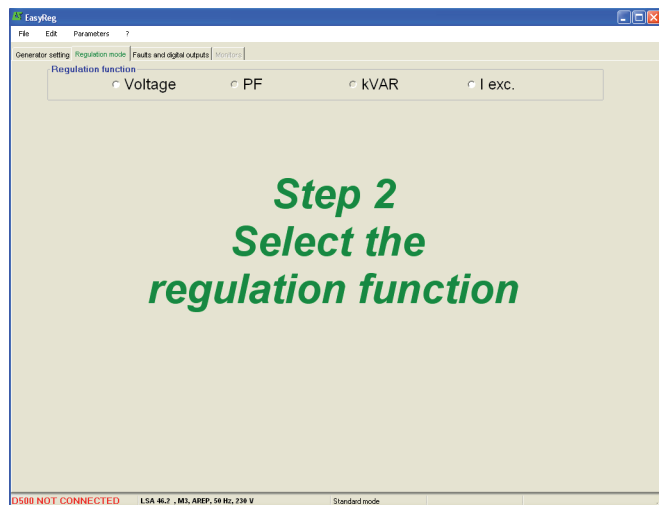 EasyReg
File Edit Parameters ?
Generator setting Regulation mode Faults and digital outputs Monitors
Regulation function
Voltage PF kVAR I exc.
Step 2
Select the
regulation function
D500 NOT CONNECTED LSA 46.2 , M3, AREP, 50 Hz, 230 V Standard mode